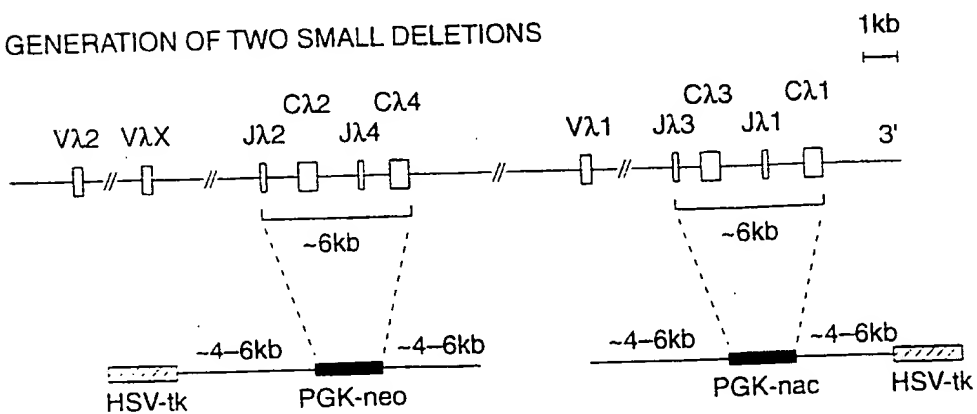 GENERATION OF TWO SMALL DELETIONS
1kb
Vλ2 VλX Jλ2 Cλ2 Jλ4 Cλ4 Vλ1 Jλ3 Cλ3 Jλ1 Cλ1 3'
// // // //
~6kb ~6kb
~4–6kb ~4–6kb ~4–6kb ~4–6kb
HSV-tk PGK-neo PGK-nac HSV-tk